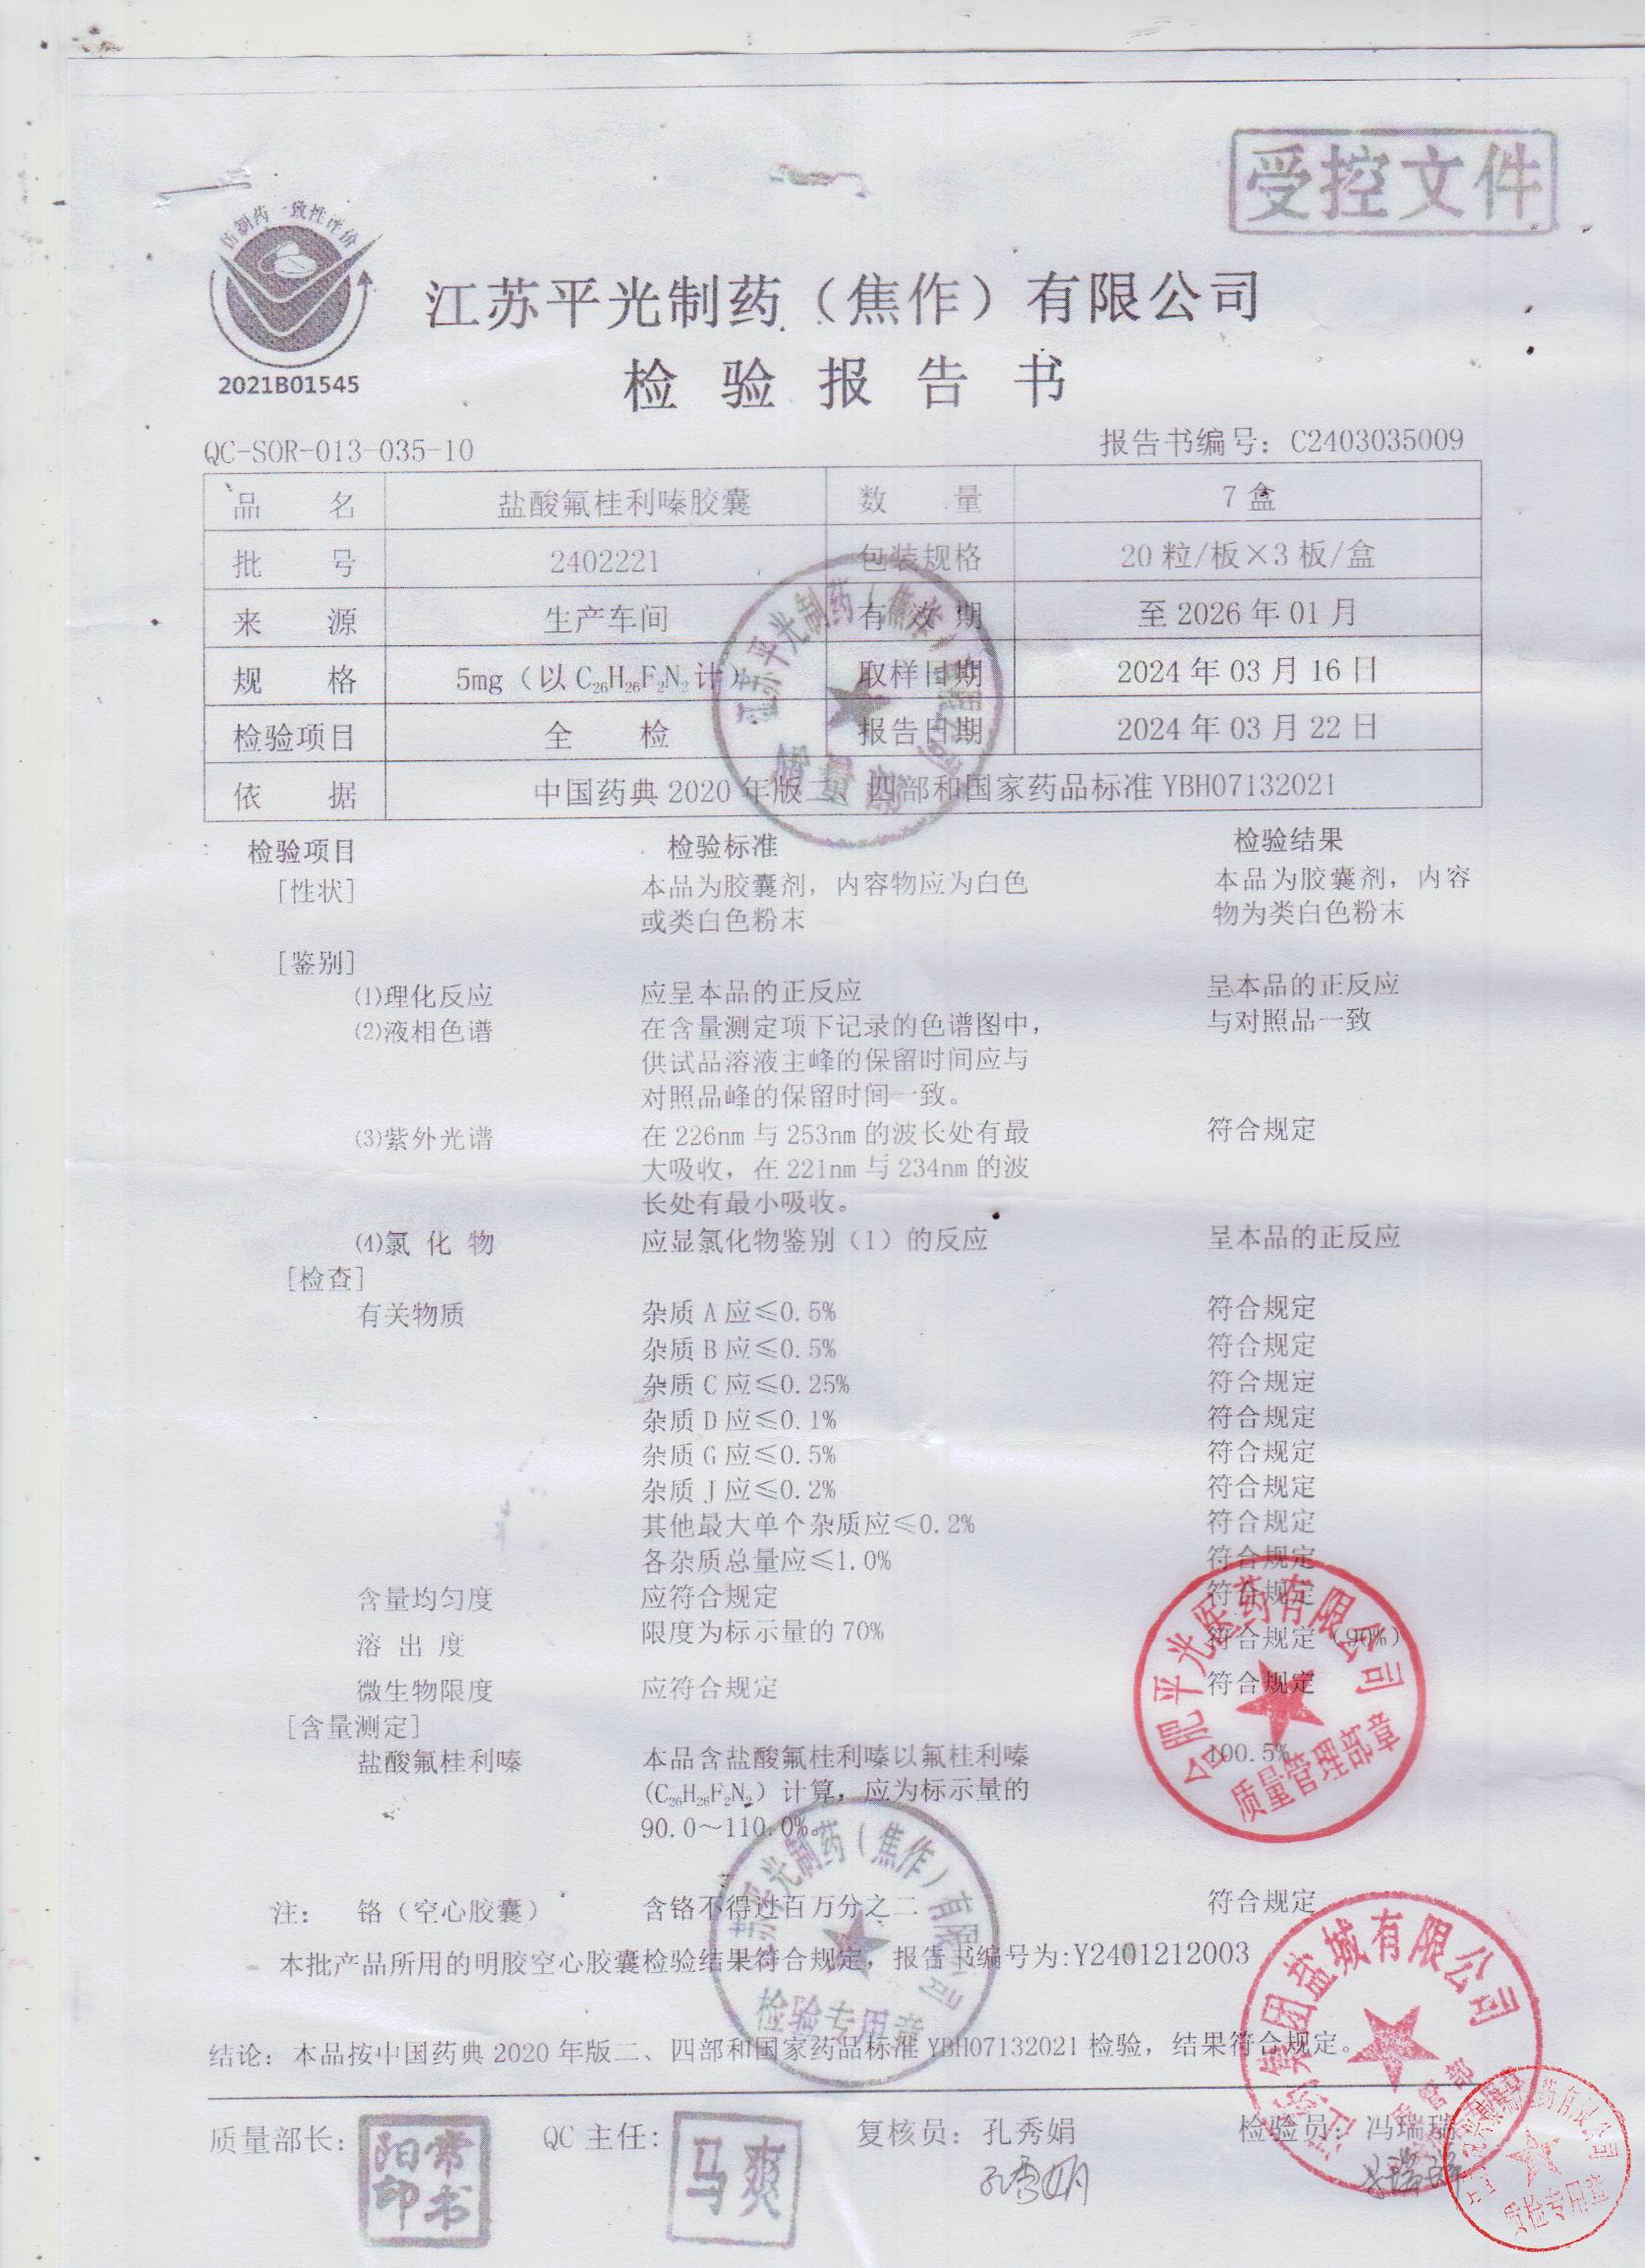 受控文件
仿制药一致性评价
2021B01545
江苏平光制药（焦作）有限公司
检验报告书
QC-SOR-013-035-10 报告书编号：C2403035009
品名 盐酸氟桂利嗪胶囊 数量 7盒
批号 2402221 包装规格 20粒/板×3板/盒
来源 生产车间 有效期 至2026年01月
规格 5mg（以C₂₆H₂₆F₂N₂计） 取样日期 2024年03月16日
检验项目 全检 报告日期 2024年03月22日
依据 中国药典2020年版二、四部和国家药品标准YBH07132021
检验项目 检验标准 检验结果
[性状] 本品为胶囊剂，内容物应为白色 本品为胶囊剂，内容
或类白色粉末 物为类白色粉末
[鉴别]
⑴理化反应 应呈本品的正反应 呈本品的正反应
⑵液相色谱 在含量测定项下记录的色谱图中， 与对照品一致
供试品溶液主峰的保留时间应与
对照品峰的保留时间一致。
⑶紫外光谱 在226nm与253nm的波长处有最 符合规定
大吸收，在221nm与234nm的波
长处有最小吸收。
⑷氯化物 应显氯化物鉴别（1）的反应 呈本品的正反应
[检查]
有关物质 杂质A应≤0.5% 符合规定
杂质B应≤0.5% 符合规定
杂质C应≤0.25% 符合规定
杂质D应≤0.1% 符合规定
杂质G应≤0.5% 符合规定
杂质J应≤0.2% 符合规定
其他最大单个杂质应≤0.2% 符合规定
各杂质总量应≤1.0% 符合规定
含量均匀度 应符合规定 符合规定
溶出度 限度为标示量的70% 符合规定（90%）
微生物限度 应符合规定 符合规定
[含量测定]
盐酸氟桂利嗪 本品含盐酸氟桂利嗪以氟桂利嗪 100.5%
(C₂₆H₂₆F₂N₂）计算，应为标示量的
90.0～110.0%。
合肥平光医药有限公司
质量管理部章
注： 铬（空心胶囊） 含铬不得过百万分之二 符合规定
本批产品所用的明胶空心胶囊检验结果符合规定，报告书编号为:Y2401212003
江苏平光制药（焦作）有限公司
检验专用章
结论：本品按中国药典2020年版二、四部和国家药品标准YBH07132021检验，结果符合规定。
集团盐城有限公司
质量部长： 常书阳印 QC主任： 马爽 复核员：孔秀娟 检验员：冯瑞瑞
孔秀娟